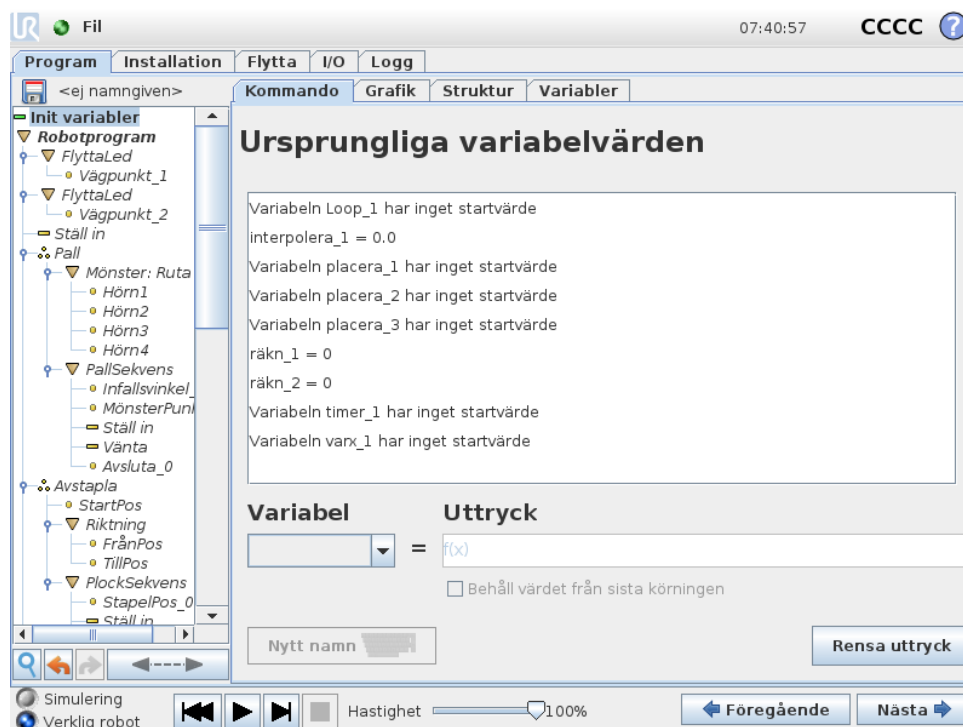 UR Fil 07:40:57 CCCC ?
Program Installation Flytta I/O Logg
<ej namngiven>
Kommando Grafik Struktur Variabler
Init variabler
Robotprogram
FlyttaLed
Vägpunkt_1
FlyttaLed
Vägpunkt_2
Ställ in
Pall
Mönster: Ruta
Hörn1
Hörn2
Hörn3
Hörn4
PallSekvens
Infallsvinkel_
MönsterPunl
Ställ in
Vänta
Avsluta_0
Avstapla
StartPos
Riktning
FrånPos
TillPos
PlockSekvens
StapelPos_0
Ställ in
Ursprungliga variabelvärden
Variabeln Loop_1 har inget startvärde
interpolera_1 = 0.0
Variabeln placera_1 har inget startvärde
Variabeln placera_2 har inget startvärde
Variabeln placera_3 har inget startvärde
räkn_1 = 0
räkn_2 = 0
Variabeln timer_1 har inget startvärde
Variabeln varx_1 har inget startvärde
Variabel Uttryck
= f(x)
Behåll värdet från sista körningen
Nytt namn
Rensa uttryck
Simulering
Verklig robot
Hastighet 100%
Föregående Nästa